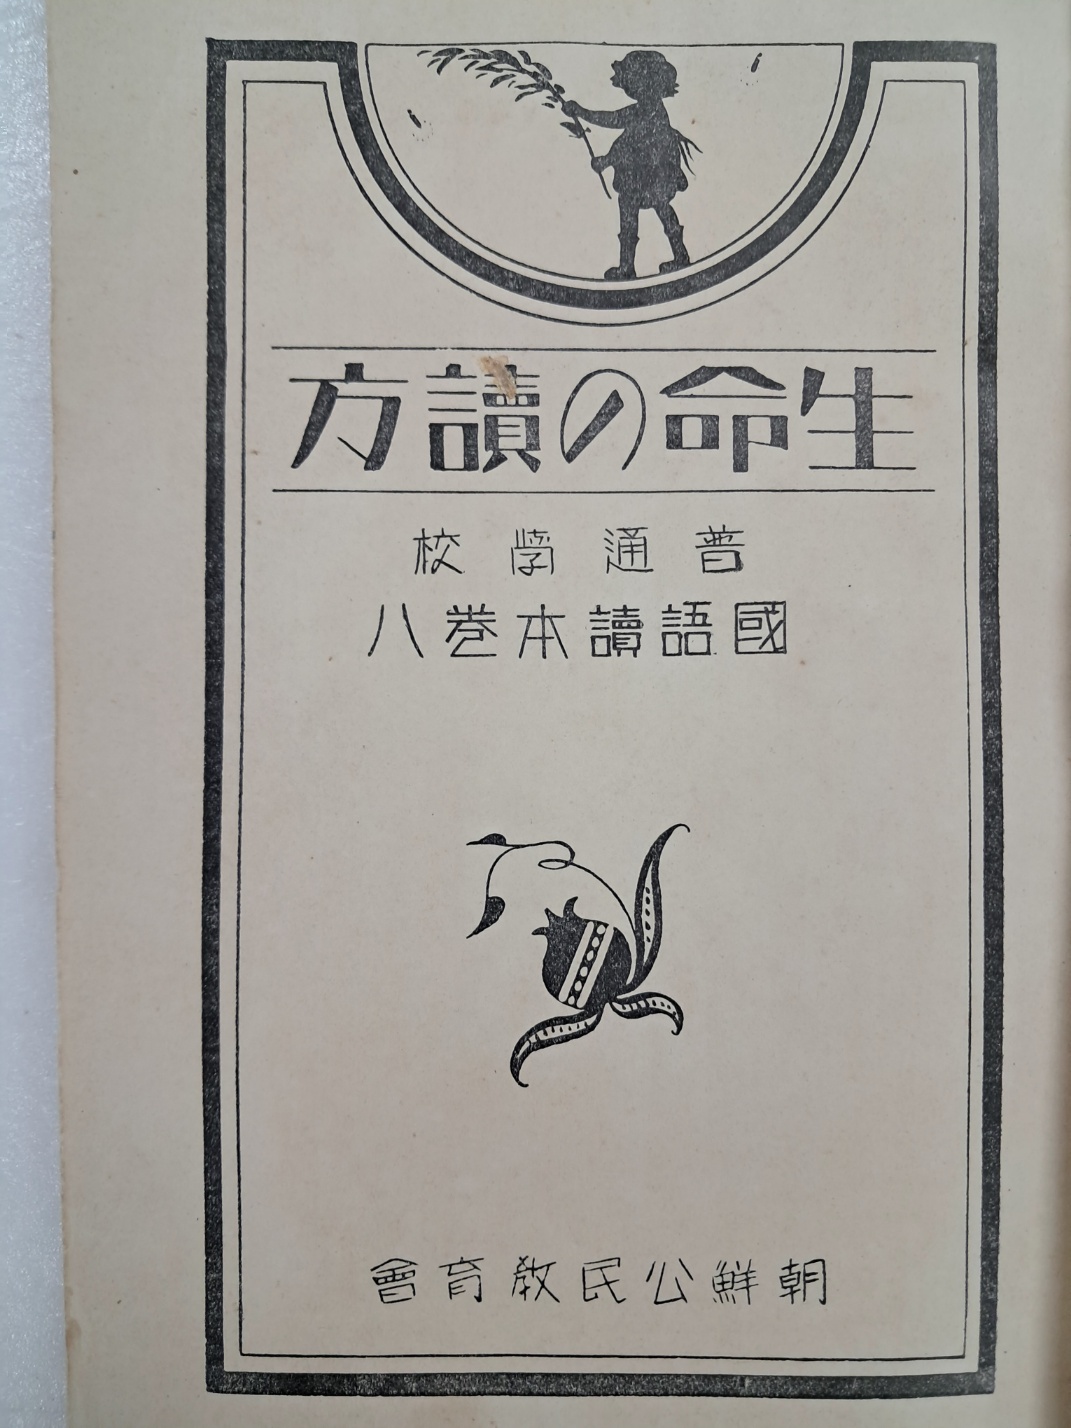 生命の讀方
普通學校
國語讀本巻八
朝鮮公民教育會